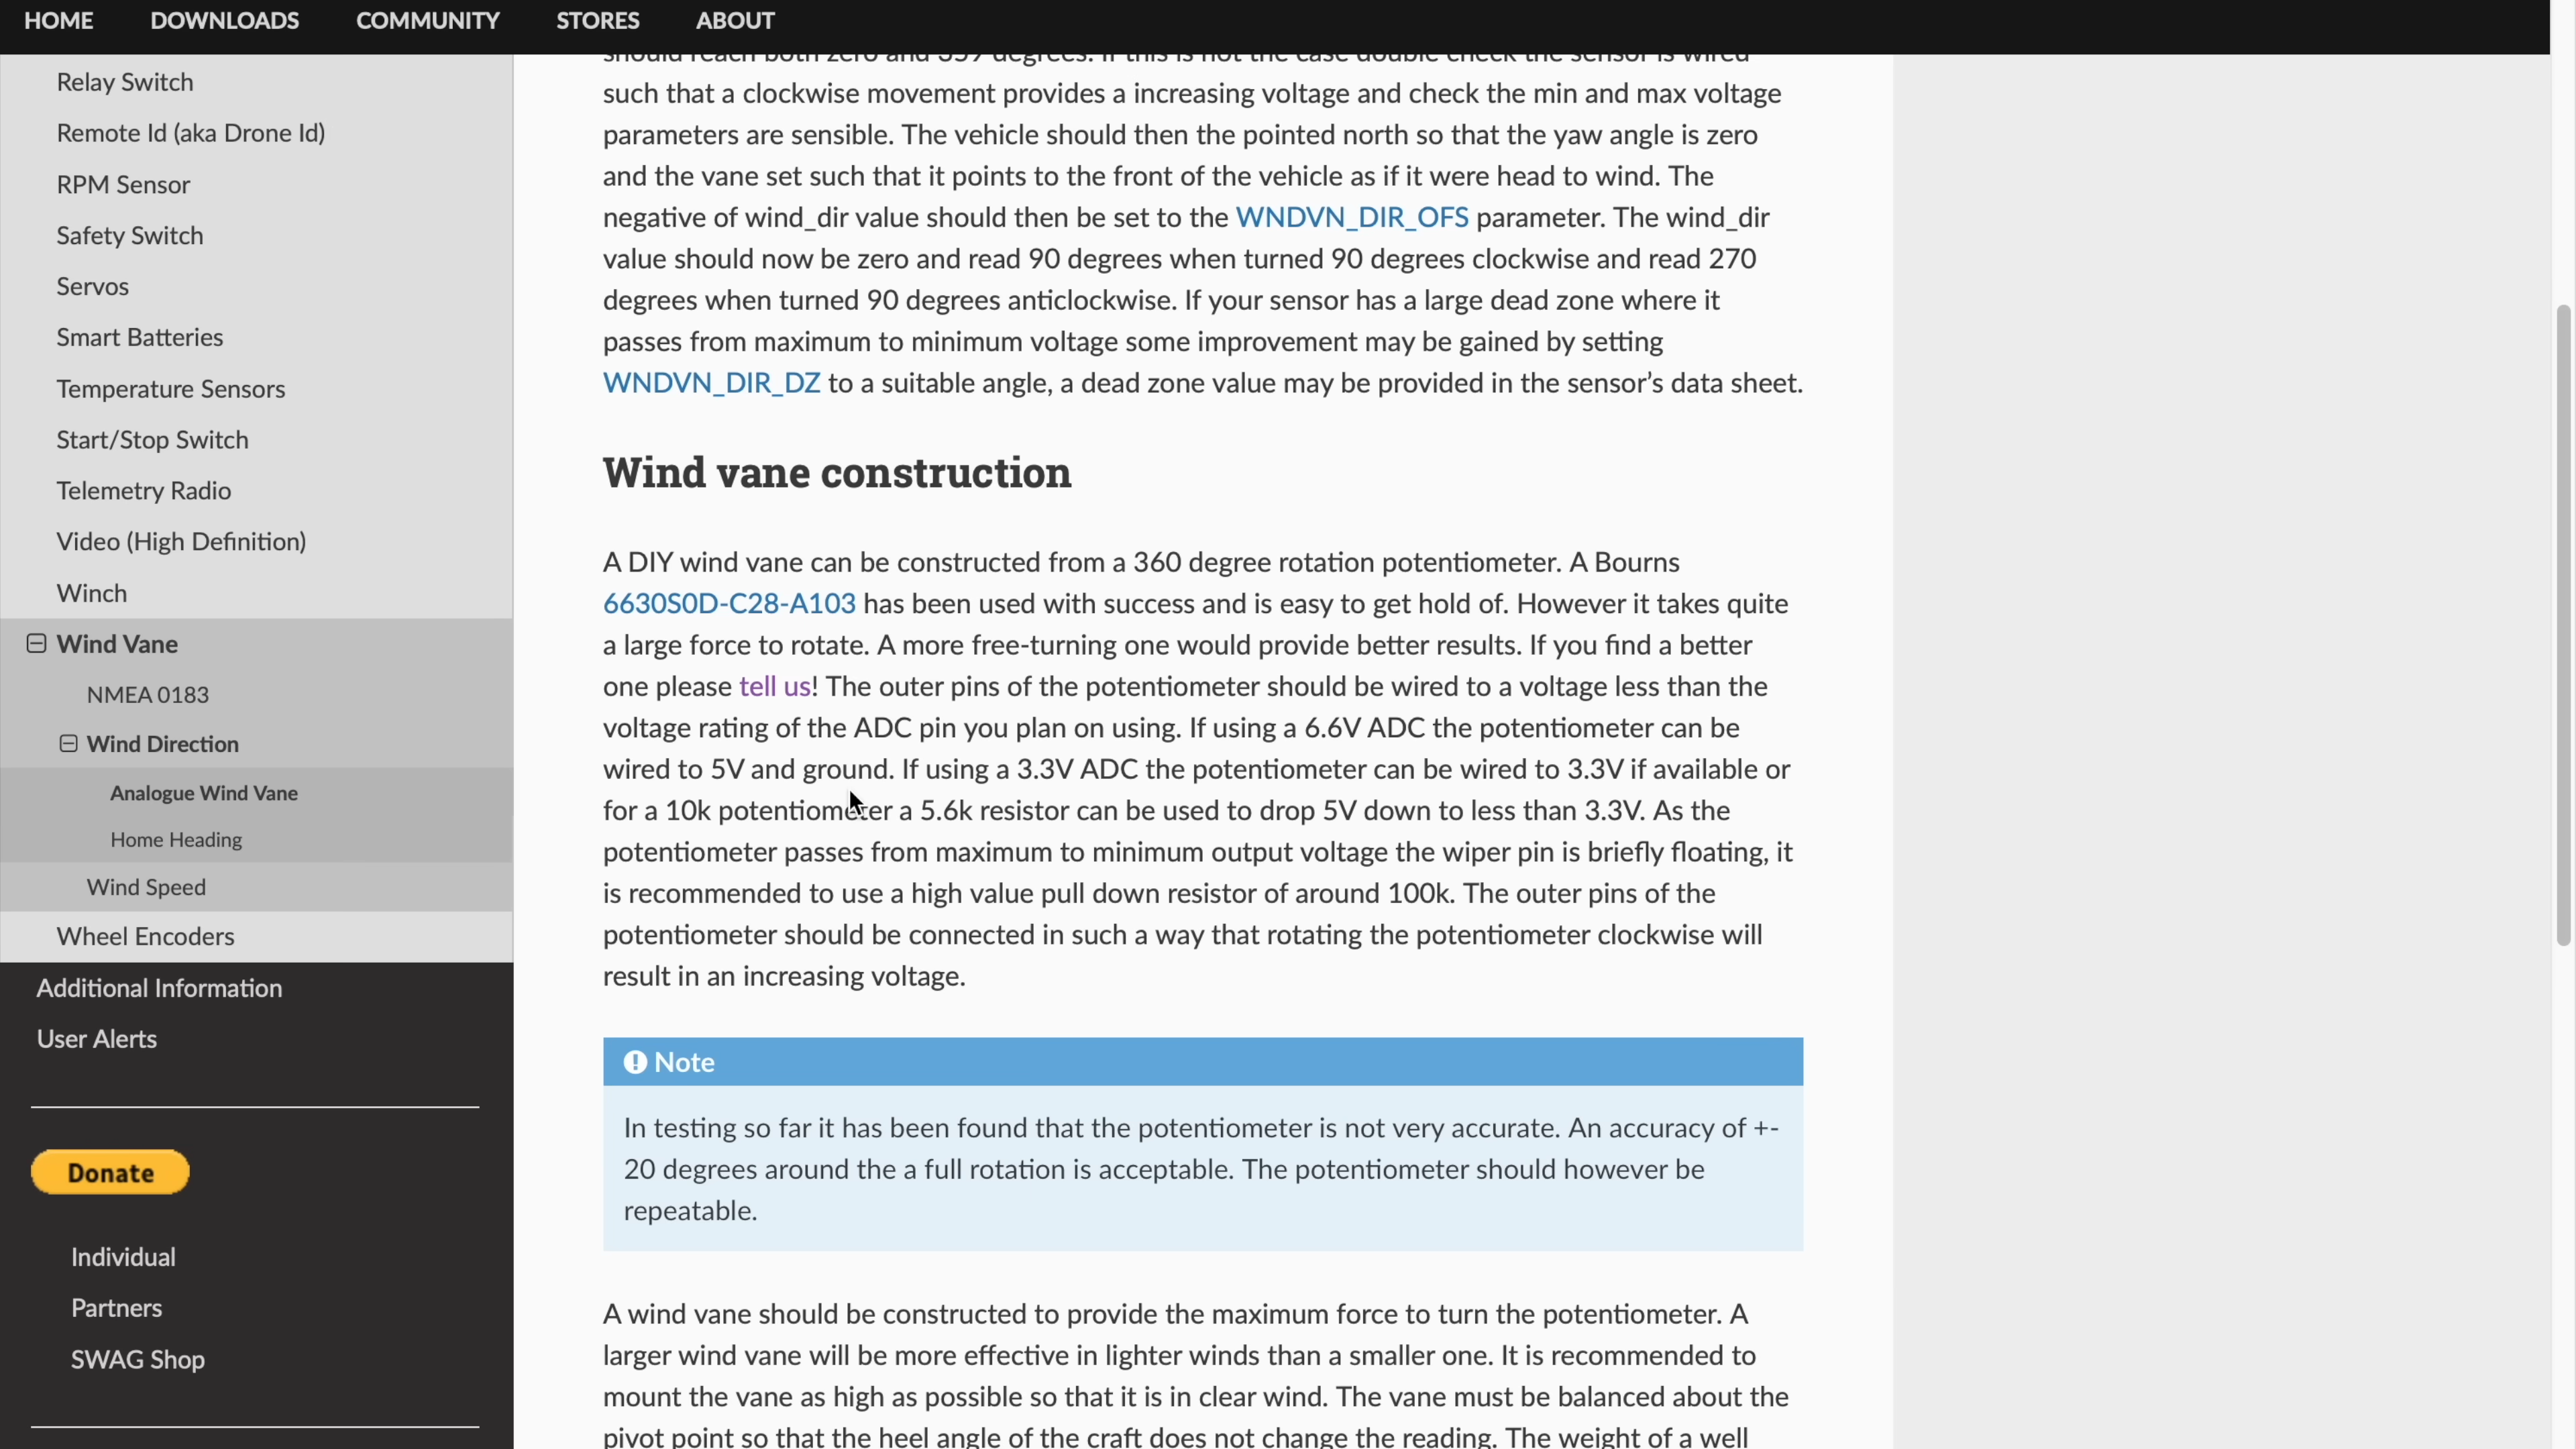 HOME DOWNLOADS COMMUNITY STORES ABOUT
Relay Switch
Remote Id (aka Drone Id)
RPM Sensor
Safety Switch
Servos
Smart Batteries
Temperature Sensors
Start/Stop Switch
Telemetry Radio
Video (High Definition)
Winch
Wind Vane
NMEA 0183
Wind Direction
Analogue Wind Vane
Home Heading
Wind Speed
Wheel Encoders
Additional Information
User Alerts
Donate
Individual
Partners
SWAG Shop
should reach both zero and 359 degrees. If this is not the case double check the sensor is wired
such that a clockwise movement provides a increasing voltage and check the min and max voltage
parameters are sensible. The vehicle should then the pointed north so that the yaw angle is zero
and the vane set such that it points to the front of the vehicle as if it were head to wind. The
negative of wind_dir value should then be set to the WNDVN_DIR_OFS parameter. The wind_dir
value should now be zero and read 90 degrees when turned 90 degrees clockwise and read 270
degrees when turned 90 degrees anticlockwise. If your sensor has a large dead zone where it
passes from maximum to minimum voltage some improvement may be gained by setting
WNDVN_DIR_DZ to a suitable angle, a dead zone value may be provided in the sensor’s data sheet.
Wind vane construction
A DIY wind vane can be constructed from a 360 degree rotation potentiometer. A Bourns
6630S0D-C28-A103 has been used with success and is easy to get hold of. However it takes quite
a large force to rotate. A more free-turning one would provide better results. If you find a better
one please tell us! The outer pins of the potentiometer should be wired to a voltage less than the
voltage rating of the ADC pin you plan on using. If using a 6.6V ADC the potentiometer can be
wired to 5V and ground. If using a 3.3V ADC the potentiometer can be wired to 3.3V if available or
for a 10k potentiometer a 5.6k resistor can be used to drop 5V down to less than 3.3V. As the
potentiometer passes from maximum to minimum output voltage the wiper pin is briefly floating, it
is recommended to use a high value pull down resistor of around 100k. The outer pins of the
potentiometer should be connected in such a way that rotating the potentiometer clockwise will
result in an increasing voltage.
Note
In testing so far it has been found that the potentiometer is not very accurate. An accuracy of +-
20 degrees around the a full rotation is acceptable. The potentiometer should however be
repeatable.
A wind vane should be constructed to provide the maximum force to turn the potentiometer. A
larger wind vane will be more effective in lighter winds than a smaller one. It is recommended to
mount the vane as high as possible so that it is in clear wind. The vane must be balanced about the
pivot point so that the heel angle of the craft does not change the reading. The weight of a well